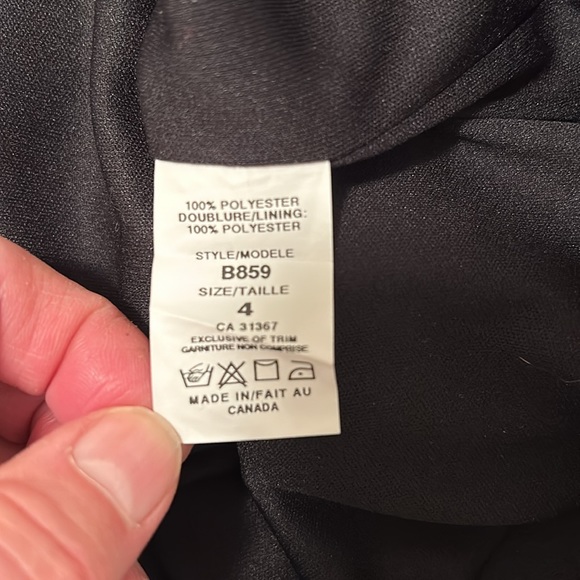 100% POLYESTER
DOUBLURE/LINING:
100% POLYESTER
STYLE/MODELE
B859
SIZE/TAILLE
4
CA 31367
EXCLUSIVE OF TRIM
GARNITURE NON COMPRISE
MADE IN/FAIT AU
CANADA